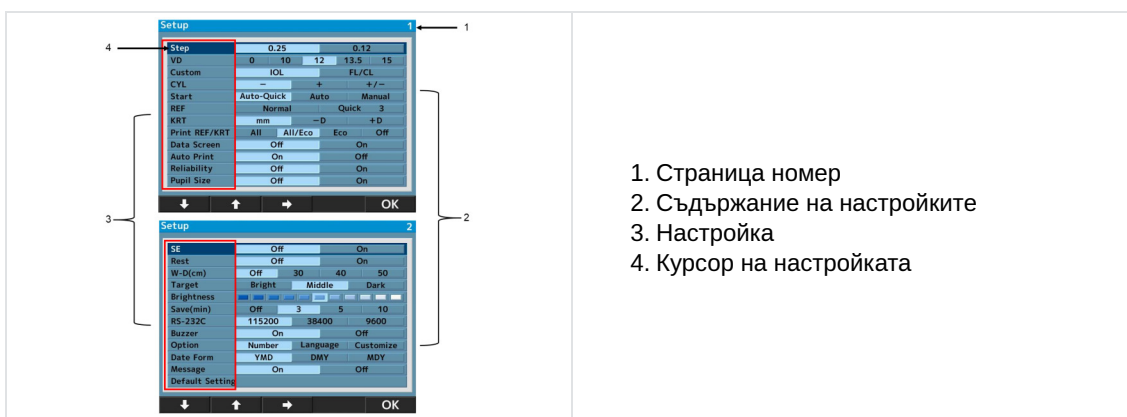 Setup 1
1
4
Step 0.25 0.12
VD 0 10 12 13.5 15
Custom IOL FL/CL
CYL − + +/−
Start Auto-Quick Auto Manual
REF Normal Quick 3
KRT mm −D +D
Print REF/KRT All All/Eco Eco Off
Data Screen Off On
Auto Print On Off
Reliability Off On
Pupil Size Off On
OK
3
2
Setup 2
SE Off On
Rest Off On
W-D(cm) Off 30 40 50
Target Bright Middle Dark
Brightness
Save(min) Off 3 5 10
RS-232C 115200 38400 9600
Buzzer On Off
Option Number Language Customize
Date Form YMD DMY MDY
Message On Off
Default Setting
OK
1. Страница номер
2. Съдържание на настройките
3. Настройка
4. Курсор на настройката